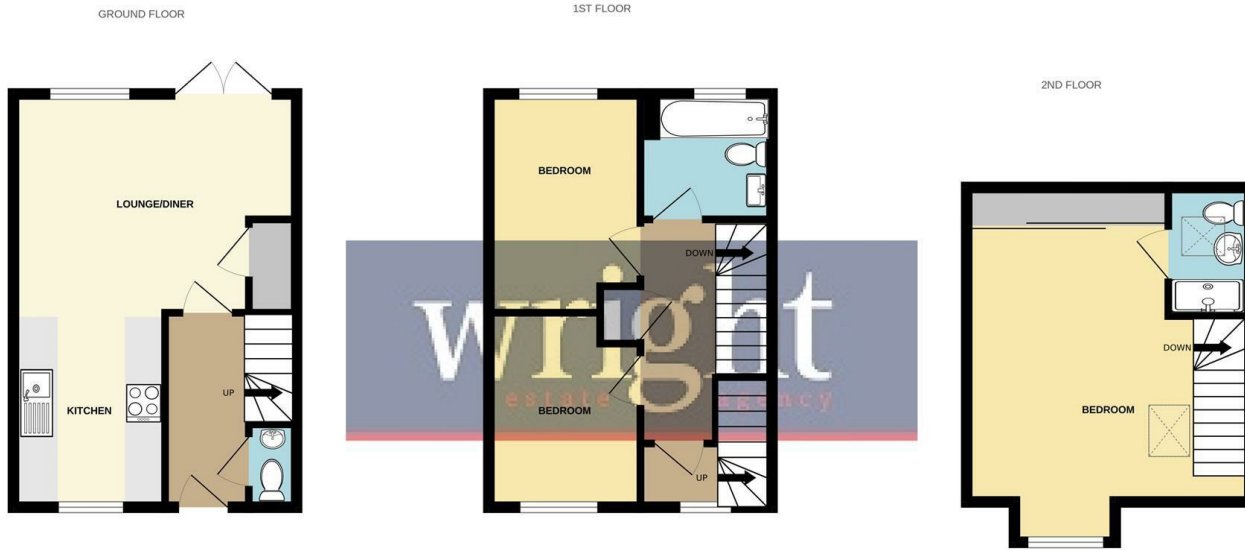 GROUND FLOOR
LOUNGE/DINER
UP
KITCHEN
1ST FLOOR
BEDROOM
DOWN
wright
estate agency
BEDROOM
UP
2ND FLOOR
DOWN
BEDROOM